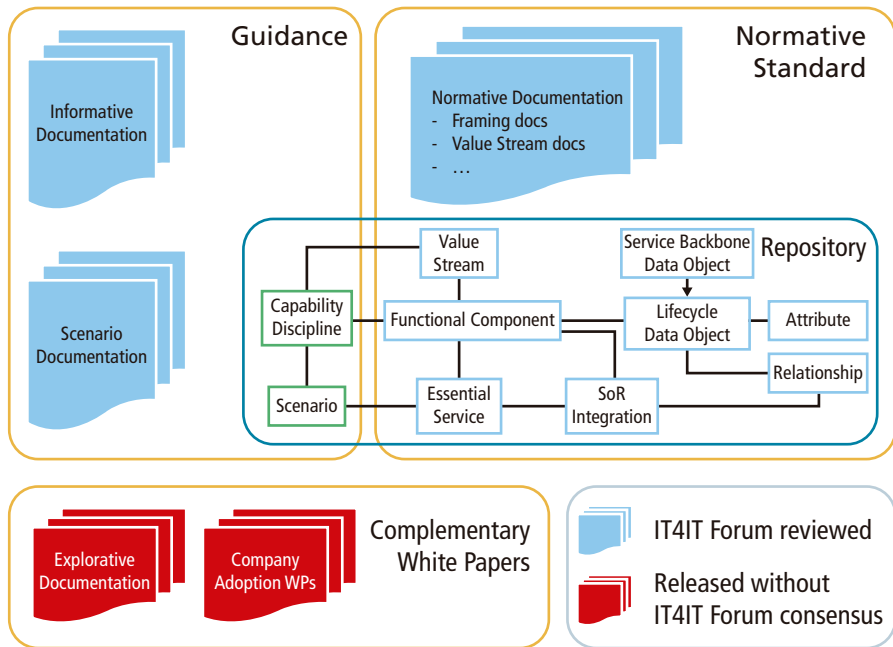 Guidance
Informative
Documentation
Scenario
Documentation
Normative
Standard
Normative Documentation
- Framing docs
- Value Stream docs
- …
Repository
Value
Stream
Service Backbone
Data Object
Capability
Discipline
Functional Component
Lifecycle
Data Object
Attribute
Relationship
Scenario
Essential
Service
SoR
Integration
Complementary
White Papers
Explorative
Documentation
Company
Adoption WPs
IT4IT Forum reviewed
Released without
IT4IT Forum consensus